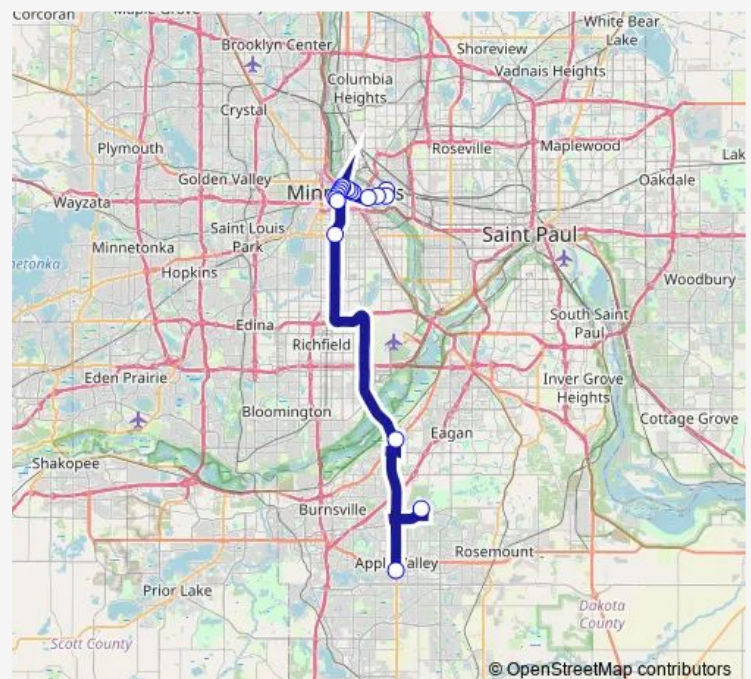 Corcoran
Brooklyn Center
Shoreview
White Bear
Lake
Vadnais Heights
Columbia
Heights
Crystal
Plymouth
Roseville
Maplewood
Golden Valley
Oakdale
Wayzata
Saint Louis
Park
Saint Paul
Minnetonka
Hopkins
Woodbury
Edina
South Saint
Paul
Richfield
Eden Prairie
Inver Grove
Heights
Bloomington
Cottage Grove
Eagan
Shakopee
Burnsville
Rosemount
Prior Lake
Dakota
County
Scott County
© OpenStreetMap contributors